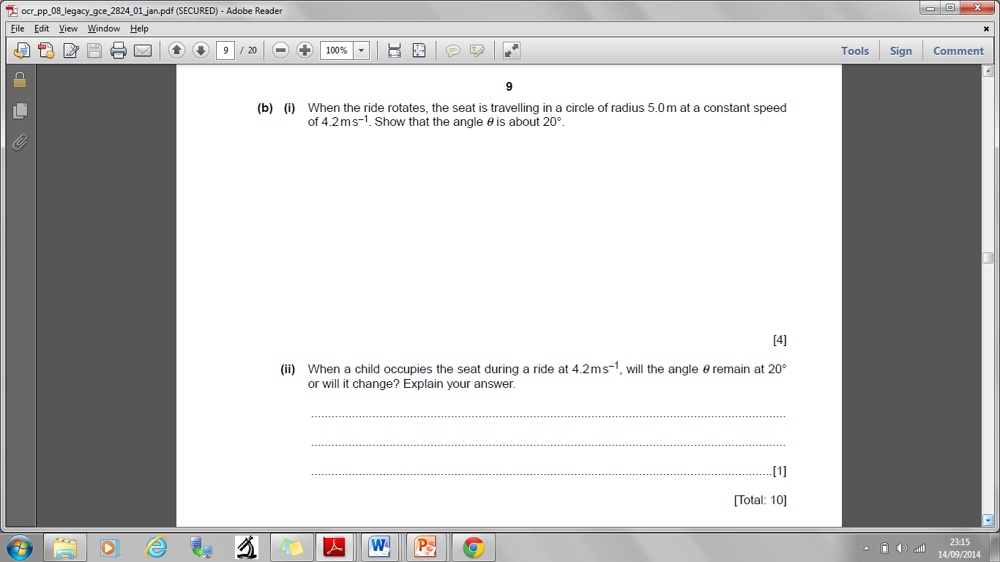 ocr_pp_08_legacy_gce_2824_01_jan.pdf (SECURED) - Adobe Reader
File Edit View Window Help
9 / 20 100% Tools Sign Comment
9
(b) (i) When the ride rotates, the seat is travelling in a circle of radius 5.0 m at a constant speed
of 4.2 m s⁻¹. Show that the angle θ is about 20°.
[4]
(ii) When a child occupies the seat during a ride at 4.2 m s⁻¹, will the angle θ remain at 20°
or will it change? Explain your answer.
..........................................................................................................................................
..........................................................................................................................................
......................................................................................................................................[1]
[Total: 10]
23:15
14/09/2014